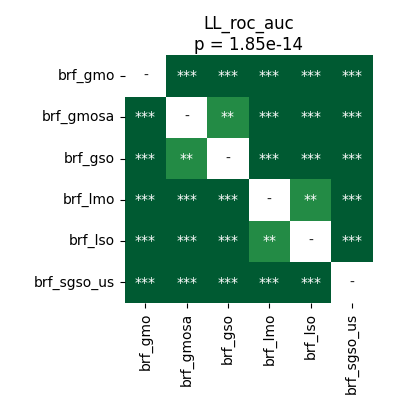 LL_roc_auc
p = 1.85e-14
brf_gmo - *** *** *** *** ***
brf_gmosa *** - ** *** *** ***
brf_gso *** ** - *** *** ***
brf_lmo *** *** *** - ** ***
brf_lso *** *** *** ** - ***
brf_sgso_us *** *** *** *** *** -
brf_gmo
brf_gmosa
brf_gso
brf_lmo
brf_lso
brf_sgso_us